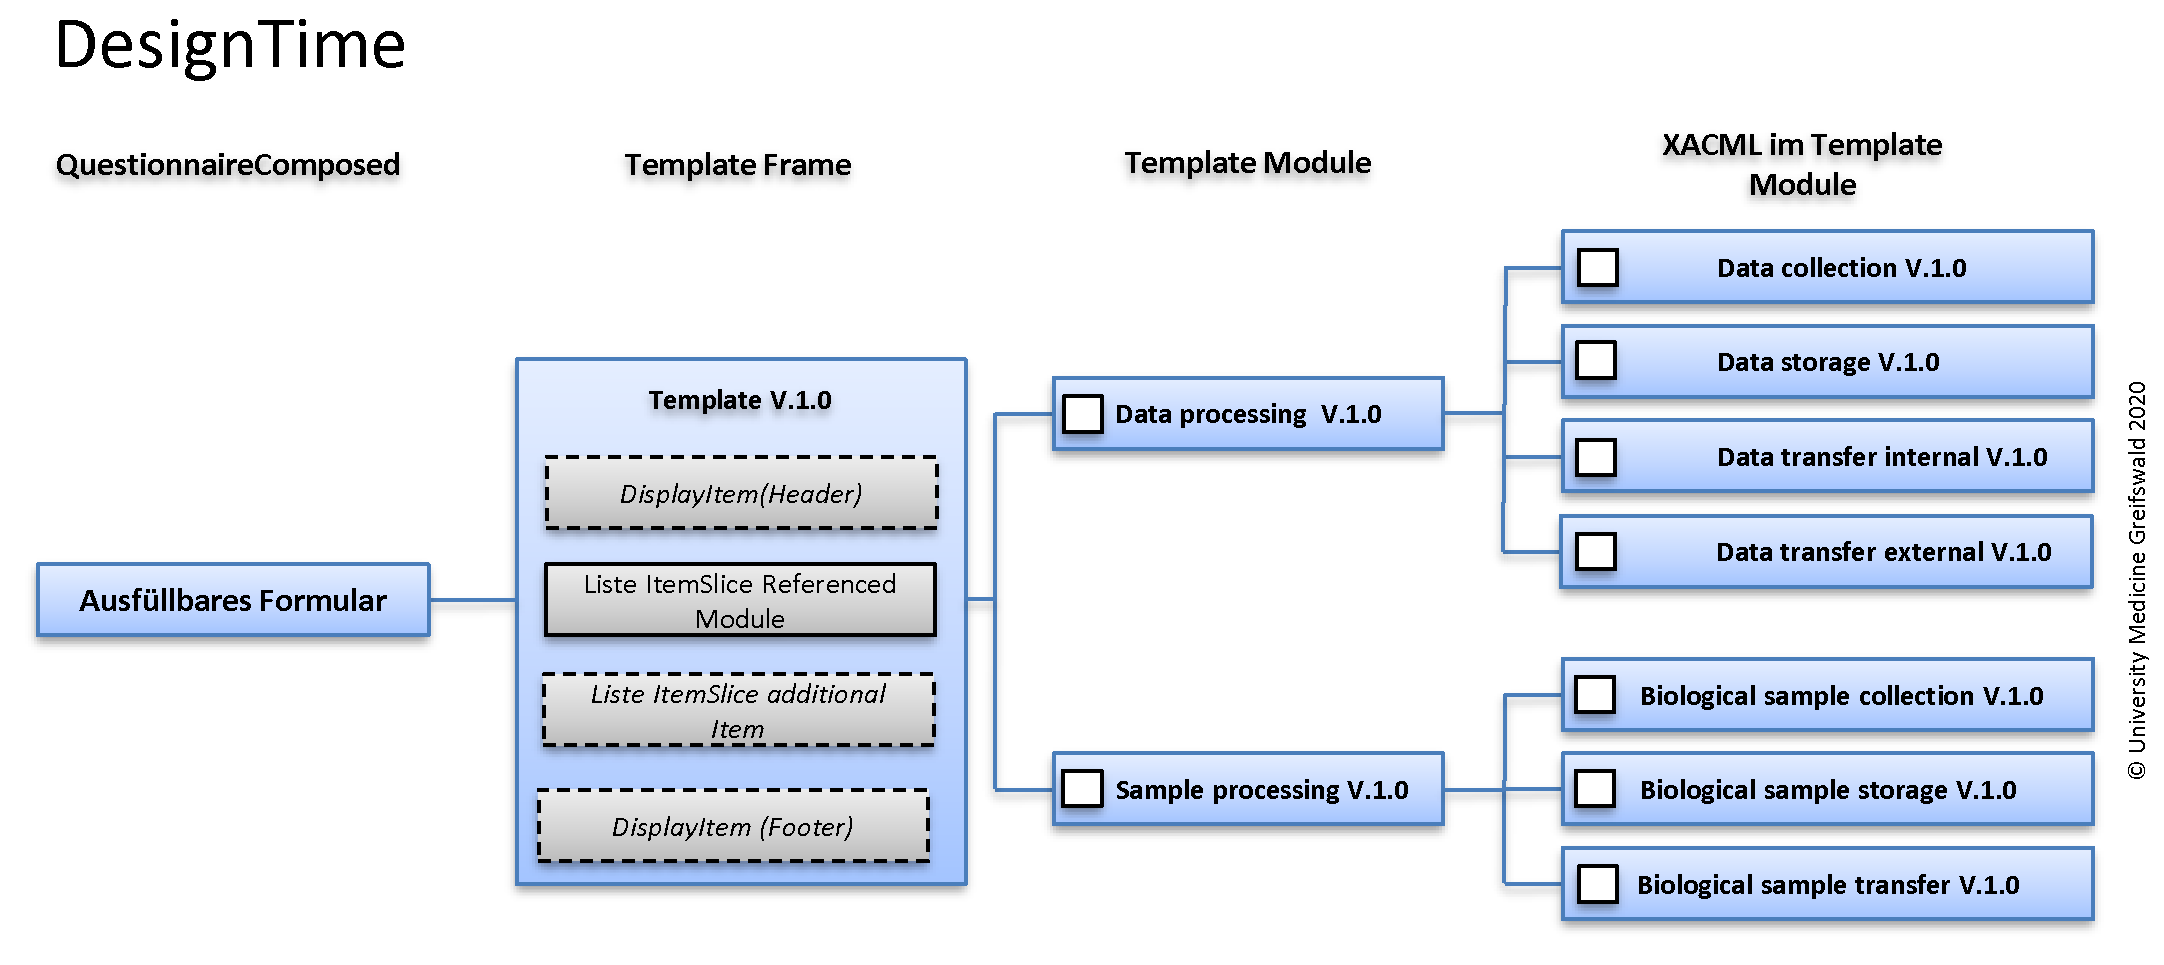 DesignTime
QuestionnaireComposed
Template Frame
Template Module
XACML im Template
Module
Ausfüllbares Formular
Template V.1.0
DisplayItem(Header)
Liste ItemSlice Referenced
Module
Liste ItemSlice additional
Item
DisplayItem (Footer)
Data processing  V.1.0
Sample processing V.1.0
Data collection V.1.0
Data storage V.1.0
Data transfer internal V.1.0
Data transfer external V.1.0
Biological sample collection V.1.0
Biological sample storage V.1.0
Biological sample transfer V.1.0
© University Medicine Greifswald 2020